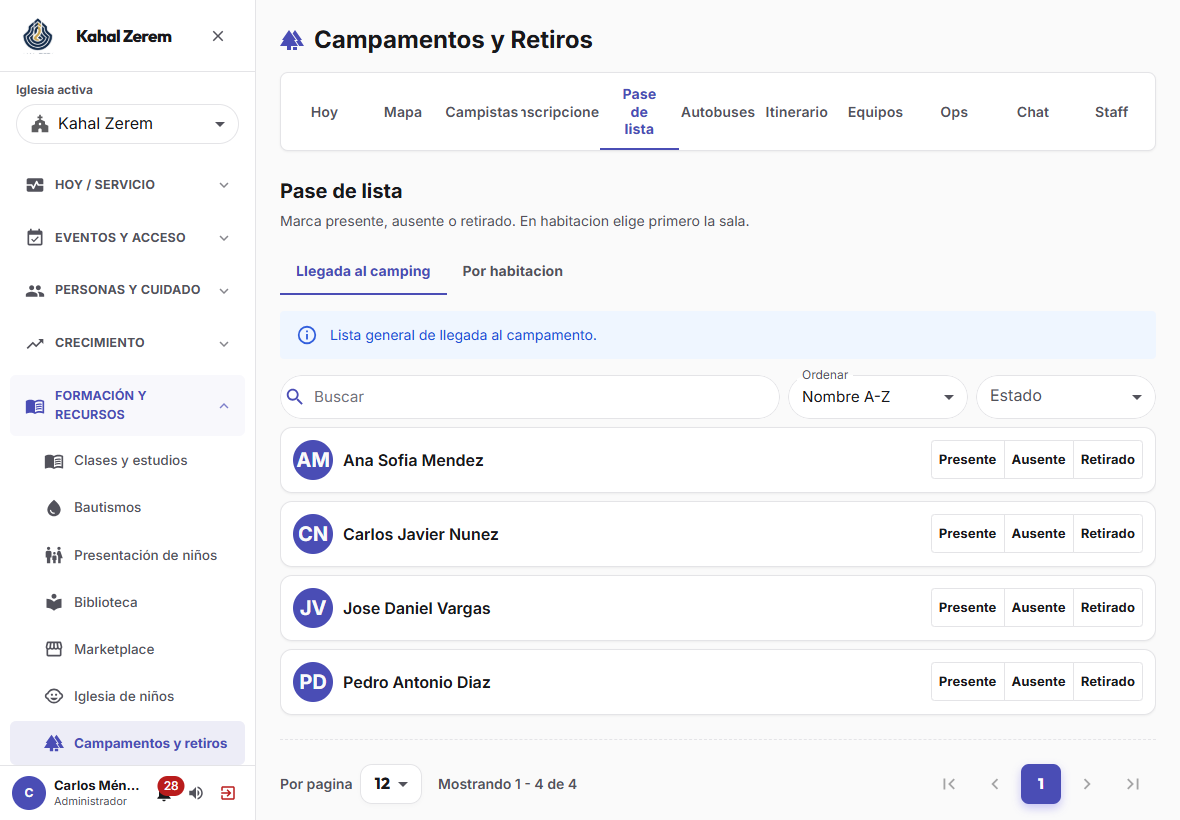 Kahal Zerem
Iglesia activa
Kahal Zerem
HOY / SERVICIO
EVENTOS Y ACCESO
PERSONAS Y CUIDADO
CRECIMIENTO
FORMACIÓN Y
RECURSOS
Clases y estudios
Bautismos
Presentación de niños
Biblioteca
Marketplace
Iglesia de niños
Campamentos y retiros
C
Carlos Mén...
Administrador
28
Campamentos y Retiros
Hoy
Mapa
Campistas
nscripcione
Pase
de
lista
Autobuses
Itinerario
Equipos
Ops
Chat
Staff
Pase de lista
Marca presente, ausente o retirado. En habitacion elige primero la sala.
Llegada al camping
Por habitacion
Lista general de llegada al campamento.
Buscar
Ordenar
Nombre A-Z
Estado
AM Ana Sofia Mendez Presente Ausente Retirado
CN Carlos Javier Nunez Presente Ausente Retirado
JV Jose Daniel Vargas Presente Ausente Retirado
PD Pedro Antonio Diaz Presente Ausente Retirado
Por pagina 12 Mostrando 1 - 4 de 4 1